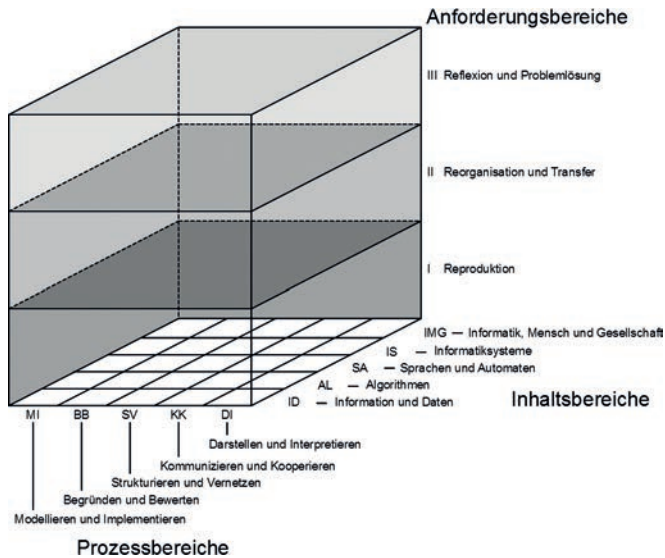 Anforderungsbereiche
III Reflexion und Problemlösung
II Reorganisation und Transfer
I Reproduktion
IMG — Informatik, Mensch und Gesellschaft
IS — Informatiksysteme
SA — Sprachen und Automaten
AL — Algorithmen
ID — Information und Daten
Inhaltsbereiche
MI BB SV KK DI
Darstellen und Interpretieren
Kommunizieren und Kooperieren
Strukturieren und Vernetzen
Begründen und Bewerten
Modellieren und Implementieren
Prozessbereiche